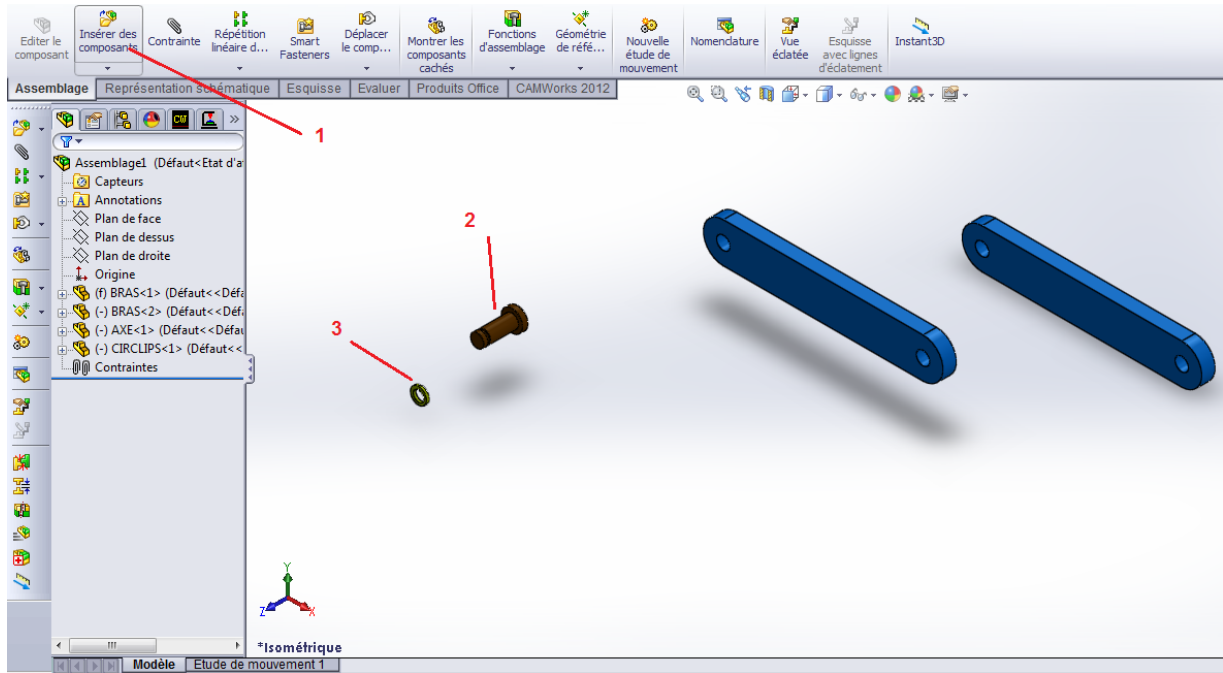 Editer le
composant
Insérer des
composants
Contrainte
Répétition
linéaire d...
Smart
Fasteners
Déplacer
le comp...
Montrer les
composants
cachés
Fonctions
d'assemblage
Géométrie
de réfé...
Nouvelle
étude de
mouvement
Nomenclature
Vue
éclatée
Esquisse
avec lignes
d'éclatement
Instant3D
Assemblage Représentation schématique Esquisse Evaluer Produits Office CAMWorks 2012
1
2
3
Assemblage1 (Défaut<Etat d'a
Capteurs
A Annotations
Plan de face
Plan de dessus
Plan de droite
Origine
(f) BRAS<1> (Défaut<<Défa
(-) BRAS<2> (Défaut<<Défa
(-) AXE<1> (Défaut<<Défau
(-) CIRCLIPS<1> (Défaut<<
Contraintes
Y
Z X
*Isométrique
Modèle Etude de mouvement 1